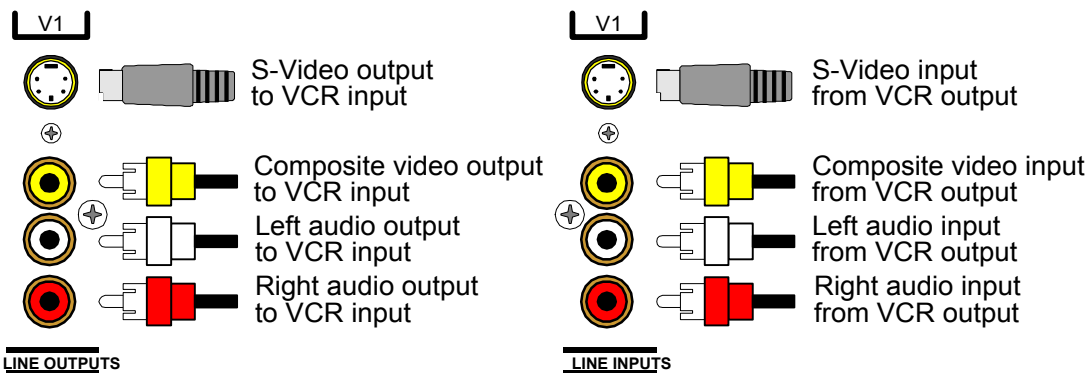 V1
S-Video output
to VCR input
Composite video output
to VCR input
Left audio output
to VCR input
Right audio output
to VCR input
LINE OUTPUTS
V1
S-Video input
from VCR output
Composite video input
from VCR output
Left audio input
from VCR output
Right audio input
from VCR output
LINE INPUTS